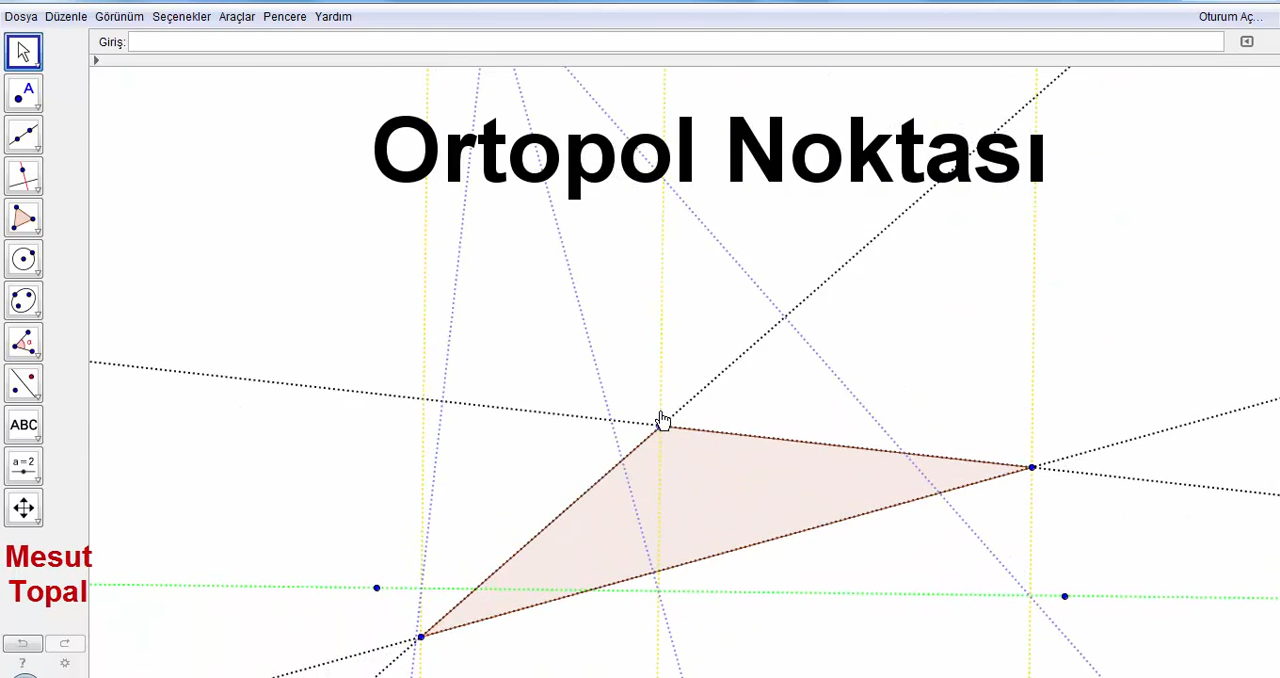 Dosya Düzenle Görünüm Seçenekler Araçlar Pencere Yardım Oturum Aç...
Giriş:
Ortopol Noktası
A
α
ABC
a=2
Mesut
Topal
?